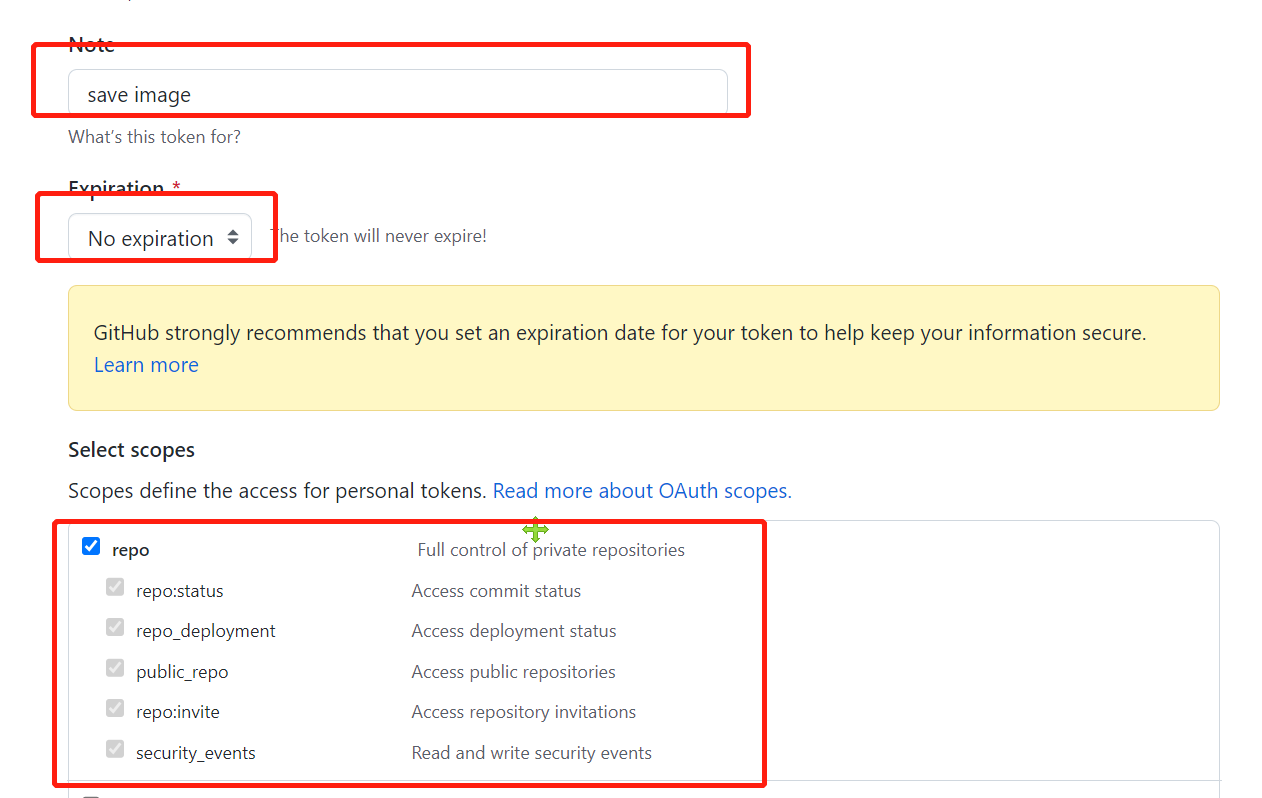 Note
save image
What's this token for?
Expiration *
No expiration The token will never expire!
GitHub strongly recommends that you set an expiration date for your token to help keep your information secure.
Learn more
Select scopes
Scopes define the access for personal tokens. Read more about OAuth scopes.
repo Full control of private repositories
repo:status Access commit status
repo_deployment Access deployment status
public_repo Access public repositories
repo:invite Access repository invitations
security_events Read and write security events